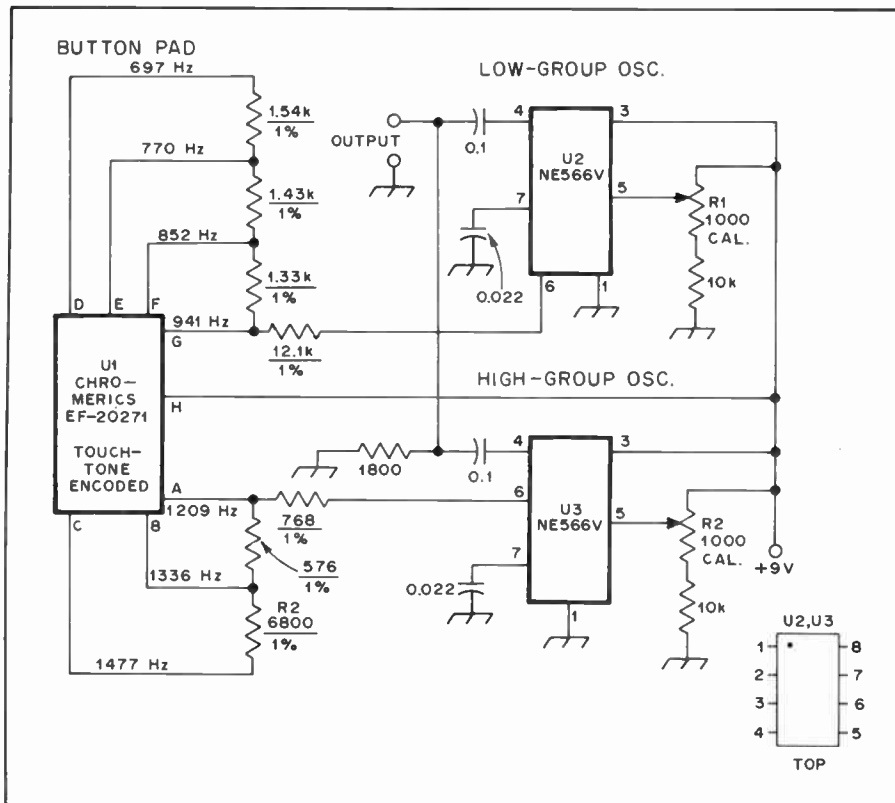 BUTTON PAD
697 Hz
1.54k
1%
770 Hz
1.43k
1%
852 Hz
1.33k
1%
D
E
F
941 Hz
G
12.1k
1%
U1
CHRO-
MERICS
EF-20271
TOUCH-
TONE
ENCODED
H
A
1209 Hz
C
B
768
1%
576
1%
1336 Hz
R2
6800
1%
1477 Hz
LOW-GROUP OSC.
OUTPUT
0.1
4
3
U2
NE566V
7
5
R1
1000
CAL.
0.022
6
1
10k
HIGH-GROUP OSC.
1800
0.1
4
3
6
U3
NE566V
5
R2
1000
CAL.
7
0.022
1
10k
+9V
U2,U3
1
8
2
7
3
6
4
5
TOP